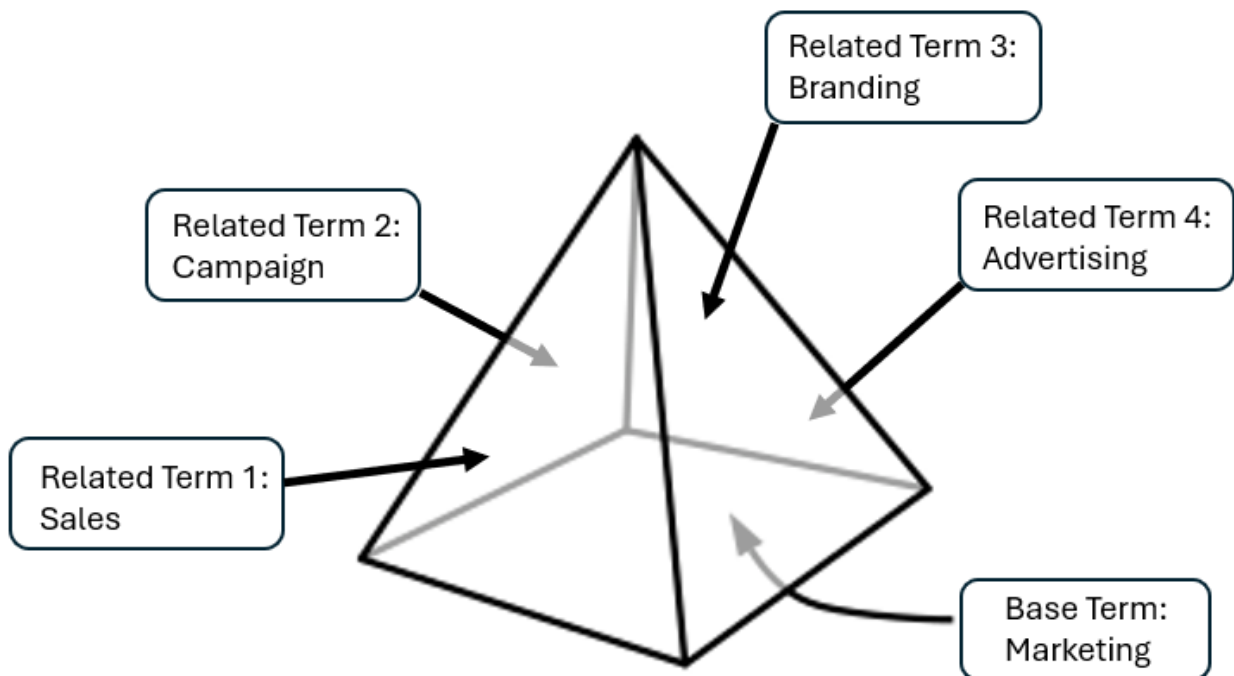 Related Term 3:
Branding
Related Term 2:
Campaign
Related Term 4:
Advertising
Related Term 1:
Sales
Base Term:
Marketing